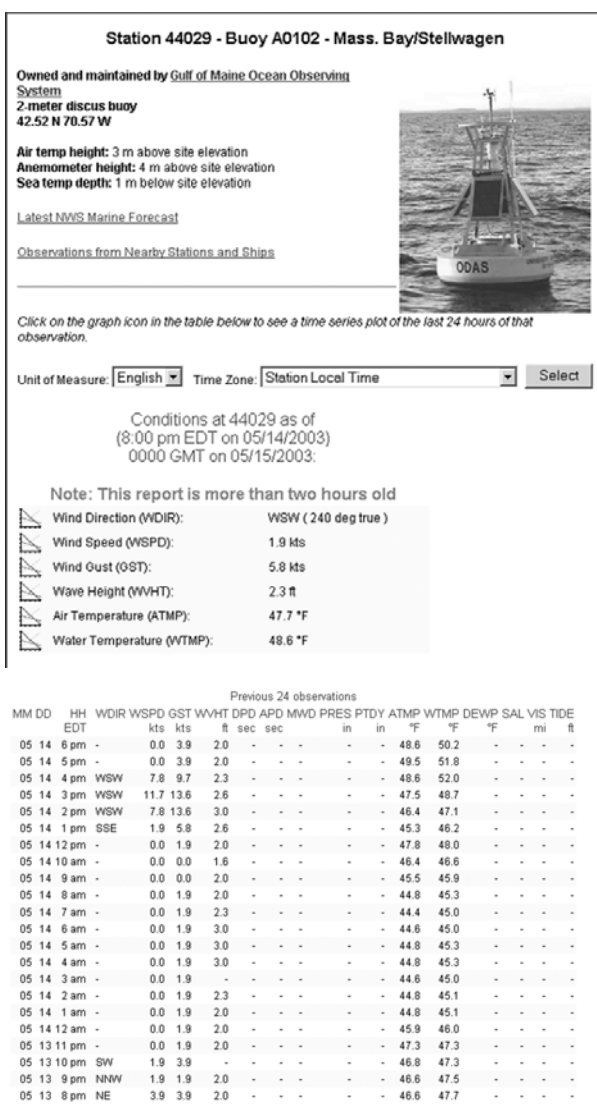 Station 44029 - Buoy A0102 - Mass. Bay/Stellwagen
Owned and maintained by Gulf of Maine Ocean Observing
System
2-meter discus buoy
42.52 N 70.57 W
Air temp height: 3 m above site elevation
Anemometer height: 4 m above site elevation
Sea temp depth: 1 m below site elevation
Latest NWS Marine Forecast
Observations from Nearby Stations and Ships
ODAS
Click on the graph icon in the table below to see a time series plot of the last 24 hours of that
observation.
Unit of Measure: English Time Zone: Station Local Time Select
Conditions at 44029 as of
(8:00 pm EDT on 05/14/2003)
0000 GMT on 05/15/2003:
Note: This report is more than two hours old
Wind Direction (WDIR): WSW ( 240 deg true )
Wind Speed (WSPD): 1.9 kts
Wind Gust (GST): 5.8 kts
Wave Height (WVHT): 2.3 ft
Air Temperature (ATMP): 47.7 °F
Water Temperature (WTMP): 48.6 °F
Previous 24 observations
MM DD HH WDIR WSPD GST WVHT DPD APD MWD PRES PTDY ATMP WTMP DEWP SAL VIS TIDE
EDT kts kts ft sec sec in in °F °F °F mi ft
05 14 6 pm - 0.0 3.9 2.0 - - - - - 48.6 50.2 - - - -
05 14 5 pm - 0.0 3.9 2.0 - - - - - 49.5 51.8 - - - -
05 14 4 pm WSW 7.8 9.7 2.3 - - - - - 48.6 52.0 - - - -
05 14 3 pm WSW 11.7 13.6 2.6 - - - - - 47.5 48.7 - - - -
05 14 2 pm WSW 7.8 13.6 3.0 - - - - - 46.4 47.1 - - - -
05 14 1 pm SSE 1.9 5.8 2.6 - - - - - 45.3 46.2 - - - -
05 14 12 pm - 0.0 1.9 2.0 - - - - - 47.8 48.0 - - - -
05 14 10 am - 0.0 0.0 1.6 - - - - - 46.4 46.6 - - - -
05 14 9 am - 0.0 0.0 2.0 - - - - - 45.5 45.9 - - - -
05 14 8 am - 0.0 1.9 2.0 - - - - - 44.8 45.3 - - - -
05 14 7 am - 0.0 1.9 2.3 - - - - - 44.4 45.0 - - - -
05 14 6 am - 0.0 1.9 3.0 - - - - - 44.6 45.0 - - - -
05 14 5 am - 0.0 1.9 3.0 - - - - - 44.8 45.3 - - - -
05 14 4 am - 0.0 1.9 3.0 - - - - - 44.8 45.3 - - - -
05 14 3 am - 0.0 1.9 - - - - - - 44.6 45.0 - - - -
05 14 2 am - 0.0 1.9 2.3 - - - - - 44.8 45.1 - - - -
05 14 1 am - 0.0 1.9 2.0 - - - - - 44.8 45.1 - - - -
05 14 12 am - 0.0 1.9 2.0 - - - - - 45.9 46.0 - - - -
05 13 11 pm - 0.0 1.9 2.0 - - - - - 47.3 47.3 - - - -
05 13 10 pm SW 1.9 3.9 - - - - - - 46.8 47.3 - - - -
05 13 9 pm NNW 1.9 1.9 2.0 - - - - - 46.6 47.5 - - - -
05 13 8 pm NE 3.9 3.9 2.0 - - - - - 46.6 47.7 - - - -